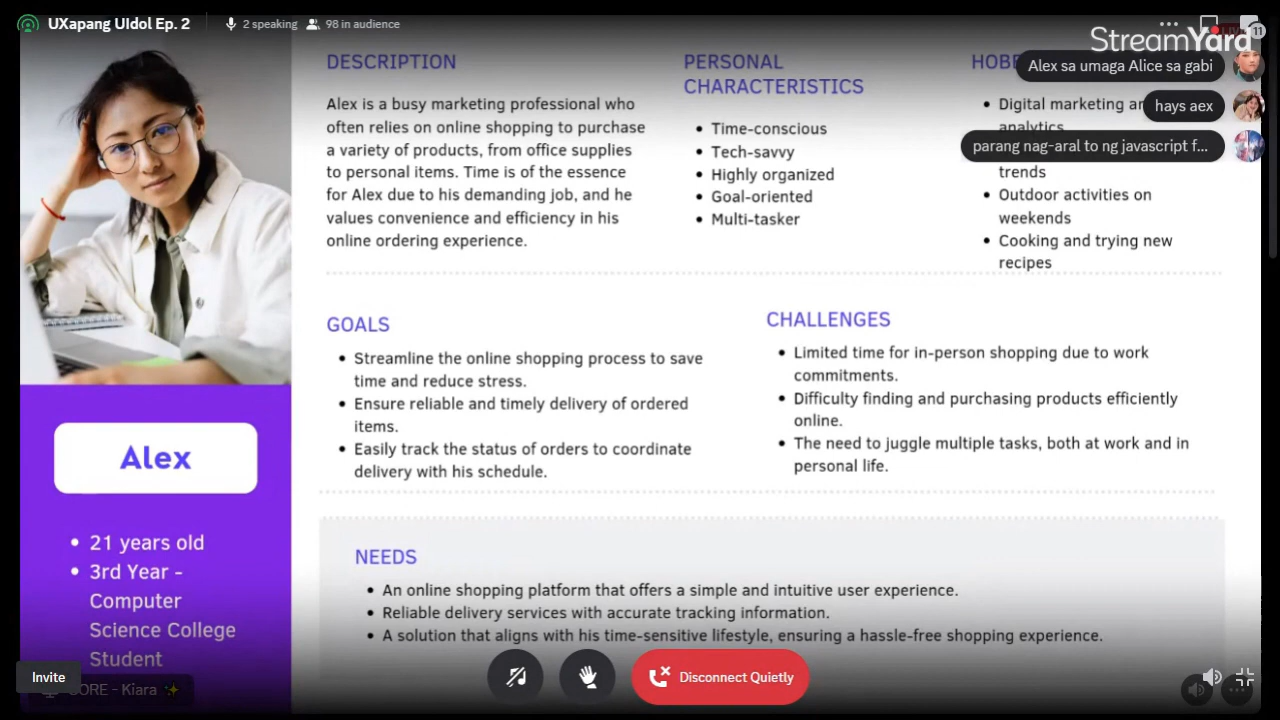 UXapang UIdol Ep. 2
2 speaking
98 in audience
StreamYard
11
Alex sa umaga Alice sa gabi
hays aex
parang nag-aral to ng javascript f...
DESCRIPTION
Alex is a busy marketing professional who
often relies on online shopping to purchase
a variety of products, from office supplies
to personal items. Time is of the essence
for Alex due to his demanding job, and he
values convenience and efficiency in his
online ordering experience.
PERSONAL
CHARACTERISTICS
• Time-conscious
• Tech-savvy
• Highly organized
• Goal-oriented
• Multi-tasker
• Digital marketing
analytics
trends
• Outdoor activities on
weekends
• Cooking and trying new
recipes
GOALS
• Streamline the online shopping process to save
time and reduce stress.
• Ensure reliable and timely delivery of ordered
items.
• Easily track the status of orders to coordinate
delivery with his schedule.
CHALLENGES
• Limited time for in-person shopping due to work
commitments.
• Difficulty finding and purchasing products efficiently
online.
• The need to juggle multiple tasks, both at work and in
personal life.
Alex
• 21 years old
• 3rd Year -
Computer
Science College
Student
NEEDS
• An online shopping platform that offers a simple and intuitive user experience.
• Reliable delivery services with accurate tracking information.
• A solution that aligns with his time-sensitive lifestyle, ensuring a hassle-free shopping experience.
Invite
CORE - Kiara
Disconnect Quietly